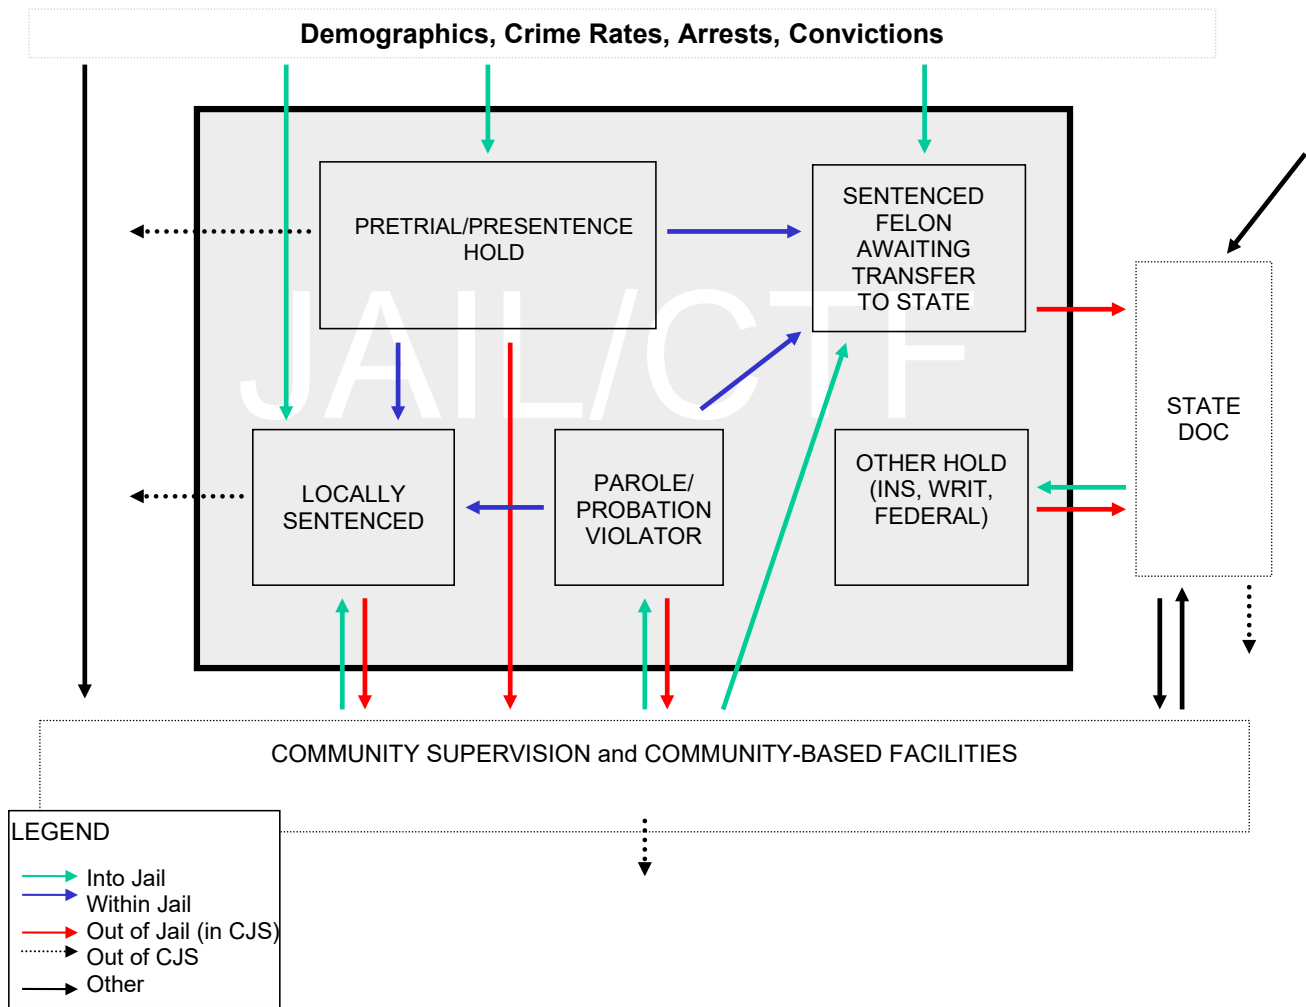 Demographics, Crime Rates, Arrests, Convictions
PRETRIAL/PRESENTENCE
HOLD
SENTENCED
FELON
AWAITING
TRANSFER
TO STATE
JAIL/CTF
STATE
DOC
LOCALLY
SENTENCED
PAROLE/
PROBATION
VIOLATOR
OTHER HOLD
(INS, WRIT,
FEDERAL)
COMMUNITY SUPERVISION and COMMUNITY-BASED FACILITIES
LEGEND
Into Jail
Within Jail
Out of Jail (in CJS)
Out of CJS
Other